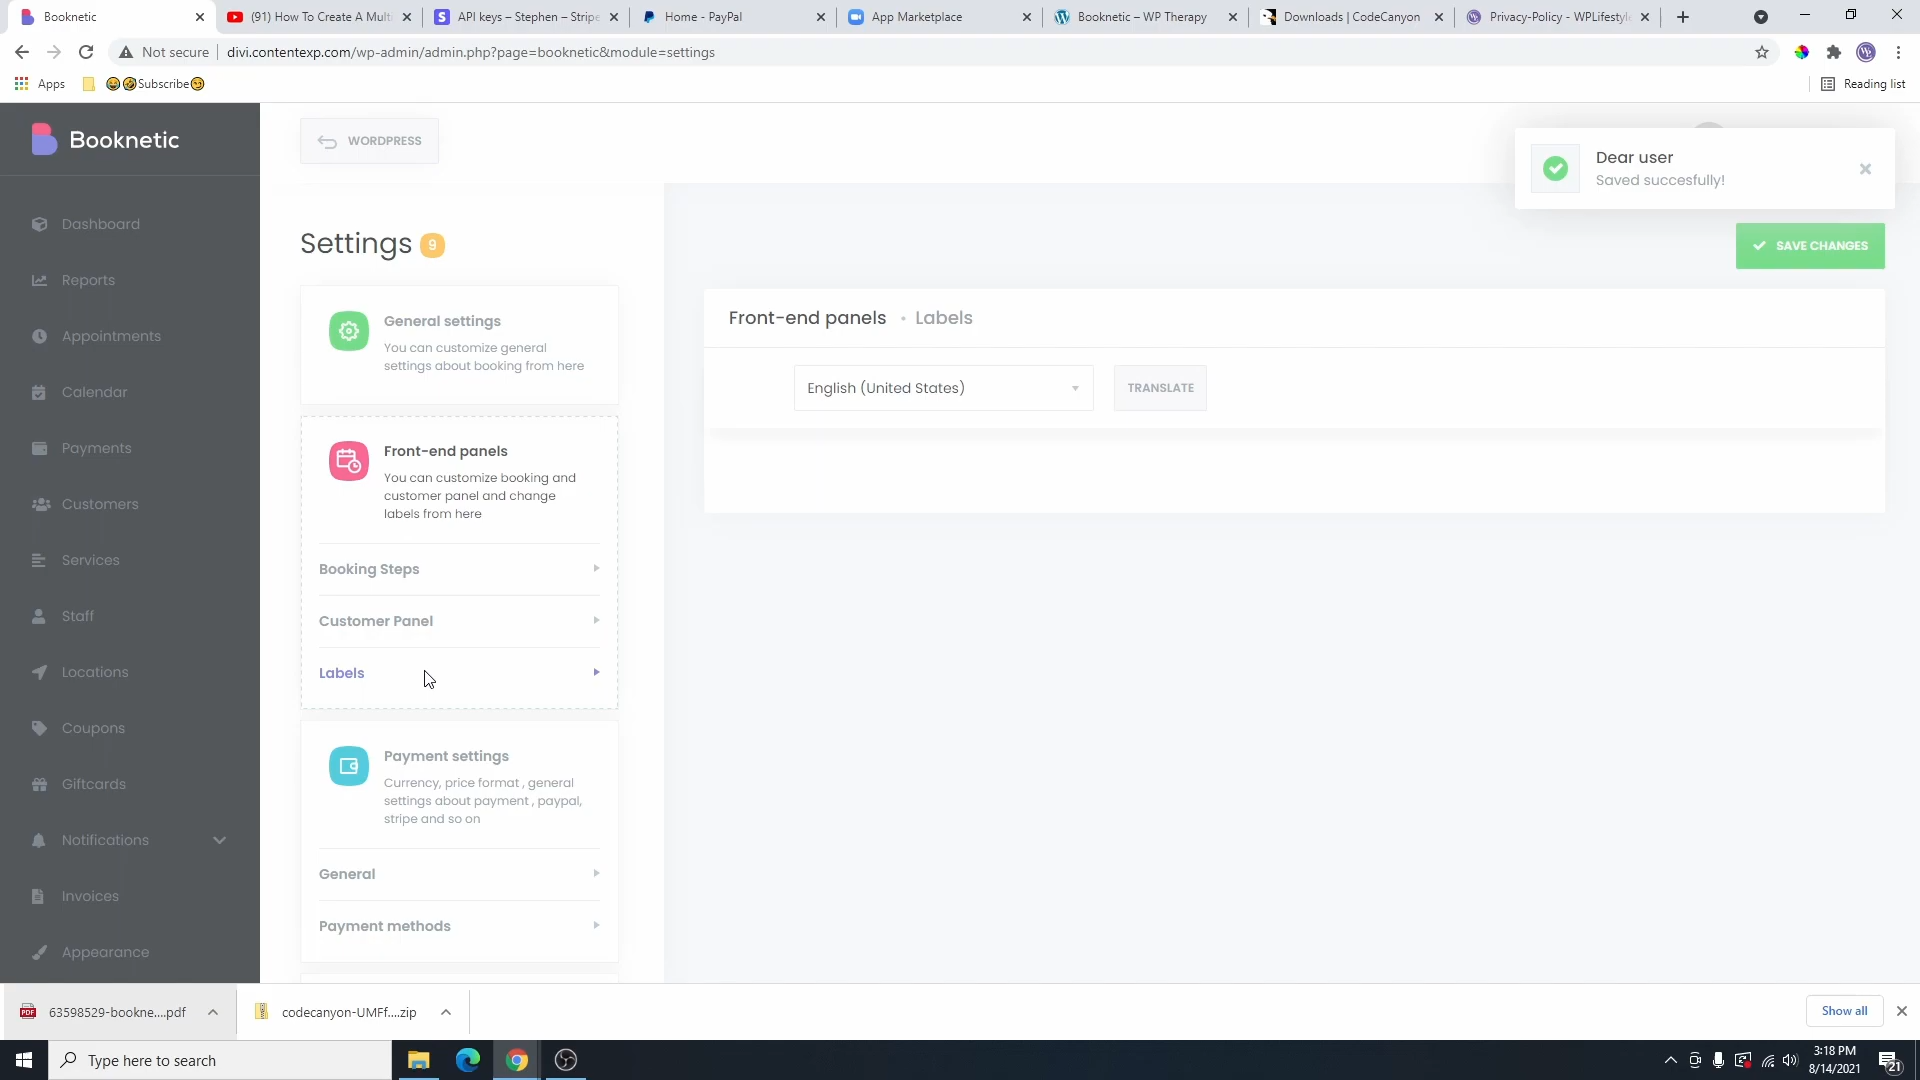 Booknetic
(91) How To Create A Mult
API keys – Stephen – Stripe
Home - PayPal
App Marketplace
Booknetic – WP Therapy
Downloads | CodeCanyon
Privacy-Policy - WPLifestyle
Not secure
divi.contentexp.com/wp-admin/admin.php?page=booknetic&module=settings
Apps
Subscribe
Reading list
Booknetic
WORDPRESS
Dear user
Saved succesfully!
Settings 9
SAVE CHANGES
Dashboard
Reports
Appointments
Calendar
Payments
Customers
Services
Staff
Locations
Coupons
Giftcards
Notifications
Invoices
Appearance
General settings
You can customize general
settings about booking from here
Front-end panels
You can customize booking and
customer panel and change
labels from here
Booking Steps
Customer Panel
Labels
Payment settings
Currency, price format , general
settings about payment , paypal,
stripe and so on
General
Payment methods
Front-end panels • Labels
English (United States)
TRANSLATE
63598529-bookne....pdf
codecanyon-UMFf....zip
Show all
Type here to search
3:18 PM
8/14/2021
21